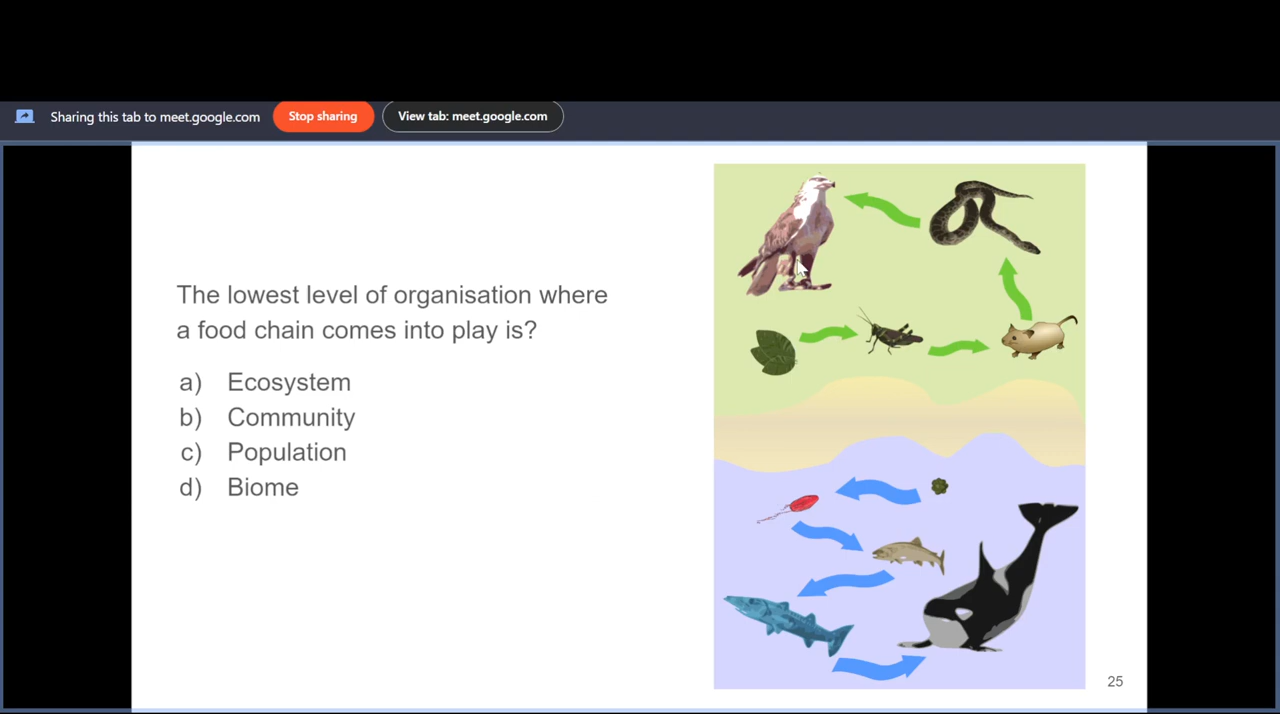 Sharing this tab to meet.google.com
Stop sharing
View tab: meet.google.com
The lowest level of organisation where
a food chain comes into play is?
a) Ecosystem
b) Community
c) Population
d) Biome
25